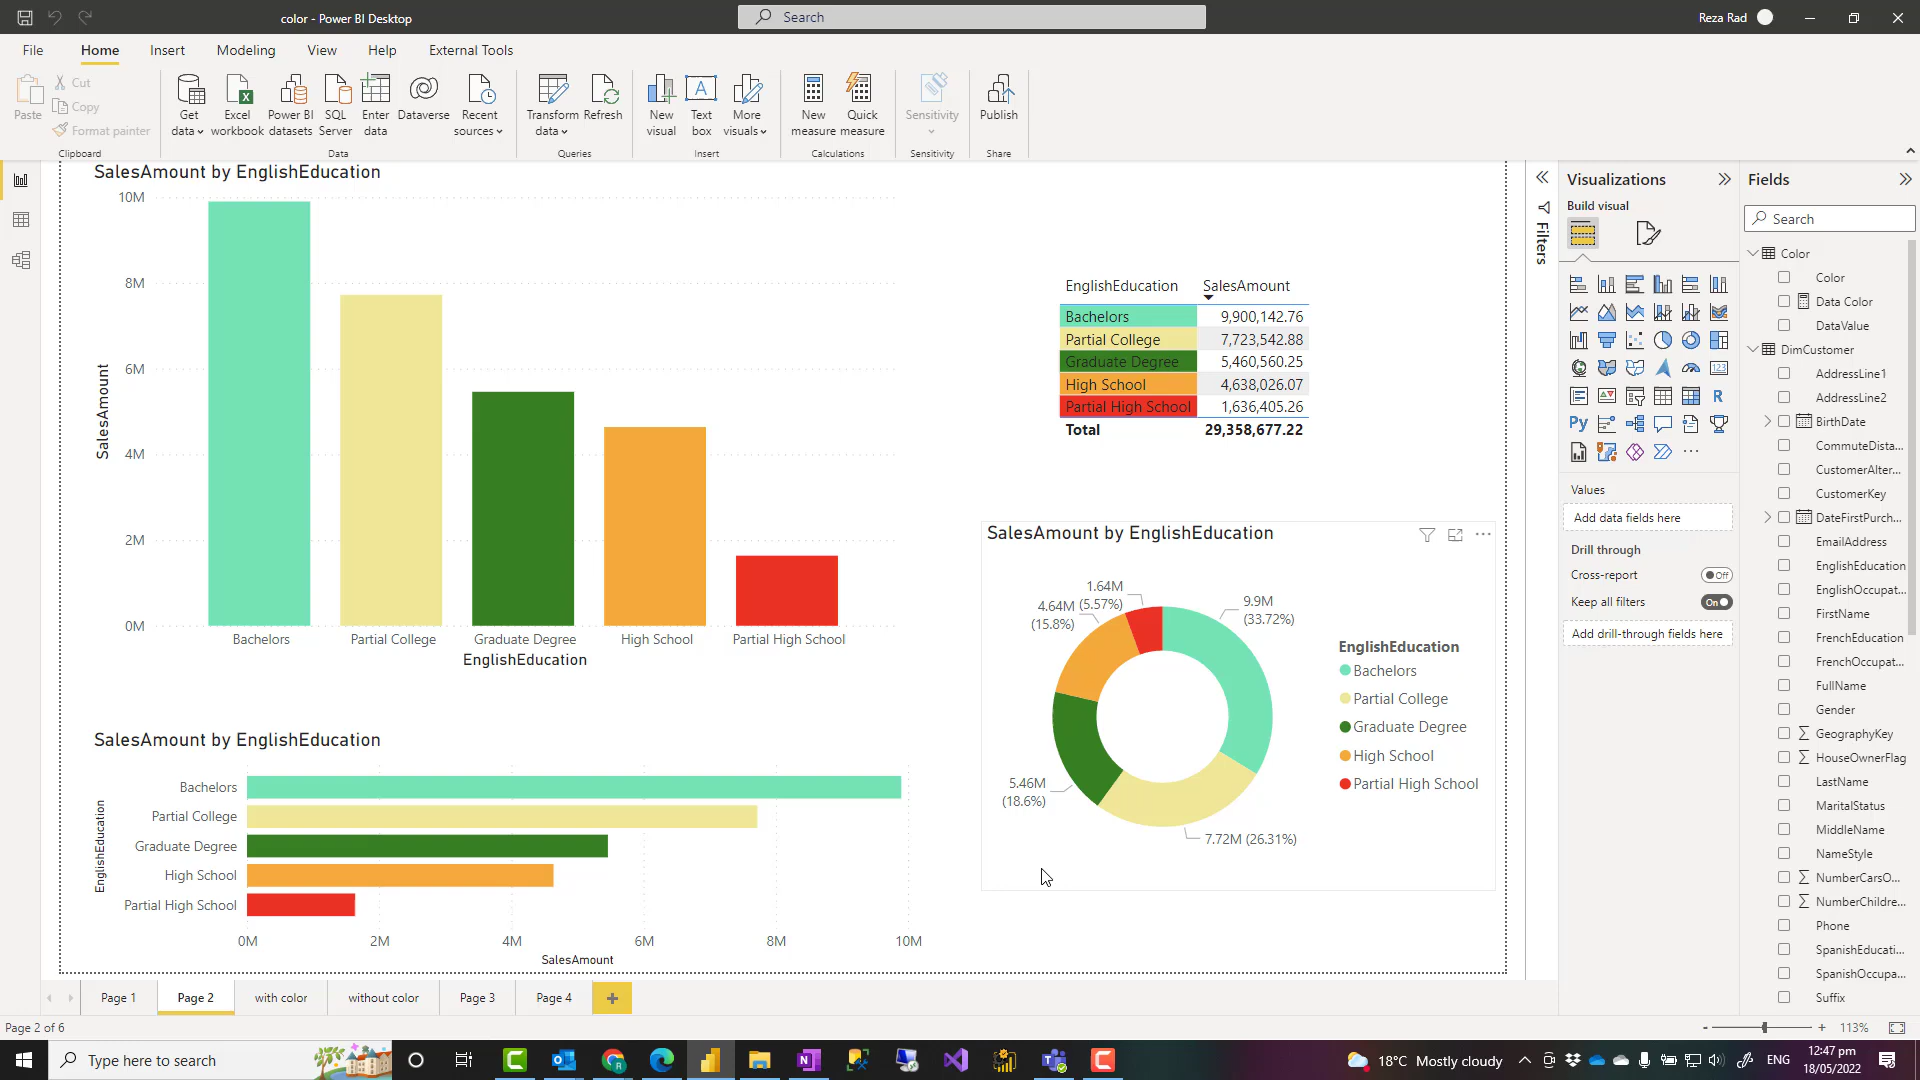 color - Power BI Desktop
Search
Reza Rad
File Home Insert Modeling View Help External Tools
Paste
Cut
Copy
Format painter
Clipboard
Get data
Excel workbook
Power BI datasets
SQL Server
Enter data
Dataverse
Recent sources
Data
Transform data
Refresh
Queries
New visual
Text box
More visuals
Insert
New measure
Quick measure
Calculations
Sensitivity
Sensitivity
Publish
Share
SalesAmount by EnglishEducation
10M
8M
6M
4M
2M
0M
SalesAmount
Bachelors Partial College Graduate Degree High School Partial High School
EnglishEducation
EnglishEducation SalesAmount
Bachelors 9,900,142.76
Partial College 7,723,542.88
Graduate Degree 5,460,560.25
High School 4,638,026.07
Partial High School 1,636,405.26
Total 29,358,677.22
SalesAmount by EnglishEducation
1.64M
(5.57%)
4.64M
(15.8%)
9.9M
(33.72%)
5.46M
(18.6%)
7.72M (26.31%)
EnglishEducation
Bachelors
Partial College
Graduate Degree
High School
Partial High School
SalesAmount by EnglishEducation
EnglishEducation
Bachelors
Partial College
Graduate Degree
High School
Partial High School
0M 2M 4M 6M 8M 10M
SalesAmount
Filters
Visualizations
Build visual
123
R
Py
Values
Add data fields here
Drill through
Cross-report Off
Keep all filters On
Add drill-through fields here
Fields
Search
Color
Color
Data Color
DataValue
DimCustomer
AddressLine1
AddressLine2
BirthDate
CommuteDista...
CustomerAlter...
CustomerKey
DateFirstPurch...
EmailAddress
EnglishEducation
EnglishOccupat...
FirstName
FrenchEducation
FrenchOccupat...
FullName
Gender
GeographyKey
HouseOwnerFlag
LastName
MaritalStatus
MiddleName
NameStyle
NumberCarsO...
NumberChildre...
Phone
SpanishEducati...
SpanishOccupa...
Suffix
Page 1 Page 2 with color without color Page 3 Page 4
Page 2 of 6
113%
Type here to search
18°C Mostly cloudy
ENG
12:47 pm
18/05/2022